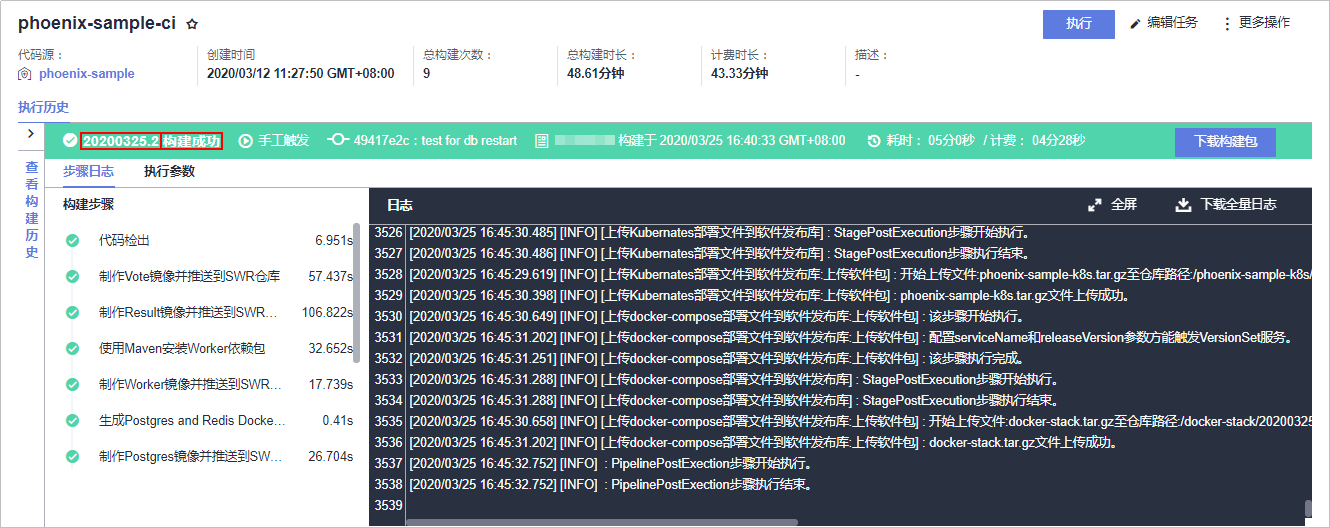 phoenix-sample-ci
执行 编辑任务 更多操作
代码源： 创建时间 总构建次数： 总构建时长： 计费时长： 描述：
phoenix-sample 2020/03/12 11:27:50 GMT+08:00 9 48.61分钟 43.33分钟 -
执行历史
20200325.2 构建成功 手工触发 49417e2c：test for db restart 构建于 2020/03/25 16:40:33 GMT+08:00 耗时： 05分0秒 / 计费： 04分28秒 下载构建包
查看构建历史
步骤日志 执行参数
构建步骤
代码检出 6.951s
制作Vote镜像并推送到SWR仓库 57.437s
制作Result镜像并推送到SWR... 106.822s
使用Maven安装Worker依赖包 32.652s
制作Worker镜像并推送到SWR... 17.739s
生成Postgres and Redis Docke... 0.41s
制作Postgres镜像并推送到SW... 26.704s
日志 全屏 下载全量日志
3526 [2020/03/25 16:45:30.485] [INFO] [上传Kubernates部署文件到软件发布库] : StagePostExecution步骤开始执行。
3527 [2020/03/25 16:45:30.486] [INFO] [上传Kubernates部署文件到软件发布库] : StagePostExecution步骤执行结束。
3528 [2020/03/25 16:45:29.619] [INFO] [上传Kubernates部署文件到软件发布库:上传软件包] : 开始上传文件:phoenix-sample-k8s.tar.gz至仓库路径:/phoenix-sample-k8s/
3529 [2020/03/25 16:45:30.398] [INFO] [上传Kubernates部署文件到软件发布库:上传软件包] : phoenix-sample-k8s.tar.gz文件上传成功。
3530 [2020/03/25 16:45:30.649] [INFO] [上传docker-compose部署文件到软件发布库:上传软件包] : 该步骤开始执行。
3531 [2020/03/25 16:45:31.202] [INFO] [上传docker-compose部署文件到软件发布库:上传软件包] : 配置serviceName和releaseVersion参数方能触发VersionSet服务。
3532 [2020/03/25 16:45:31.251] [INFO] [上传docker-compose部署文件到软件发布库:上传软件包] : 该步骤执行完成。
3533 [2020/03/25 16:45:31.288] [INFO] [上传docker-compose部署文件到软件发布库] : StagePostExecution步骤开始执行。
3534 [2020/03/25 16:45:31.288] [INFO] [上传docker-compose部署文件到软件发布库] : StagePostExecution步骤执行结束。
3535 [2020/03/25 16:45:30.658] [INFO] [上传docker-compose部署文件到软件发布库:上传软件包] : 开始上传文件:docker-stack.tar.gz至仓库路径:/docker-stack/20200325
3536 [2020/03/25 16:45:31.202] [INFO] [上传docker-compose部署文件到软件发布库:上传软件包] : docker-stack.tar.gz文件上传成功。
3537 [2020/03/25 16:45:32.752] [INFO] : PipelinePostExection步骤开始执行。
3538 [2020/03/25 16:45:32.752] [INFO] : PipelinePostExection步骤执行结束。
3539